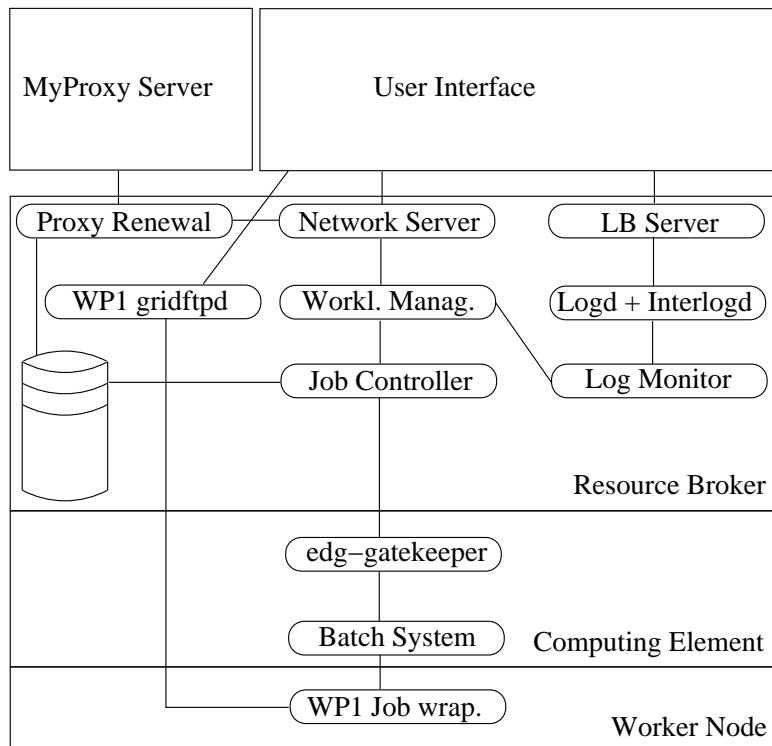 MyProxy Server
User Interface
Proxy Renewal
Network Server
LB Server
WP1 gridftpd
Workl. Manag.
Logd + Interlogd
Job Controller
Log Monitor
Resource Broker
edg−gatekeeper
Batch System
Computing Element
WP1 Job wrap.
Worker Node